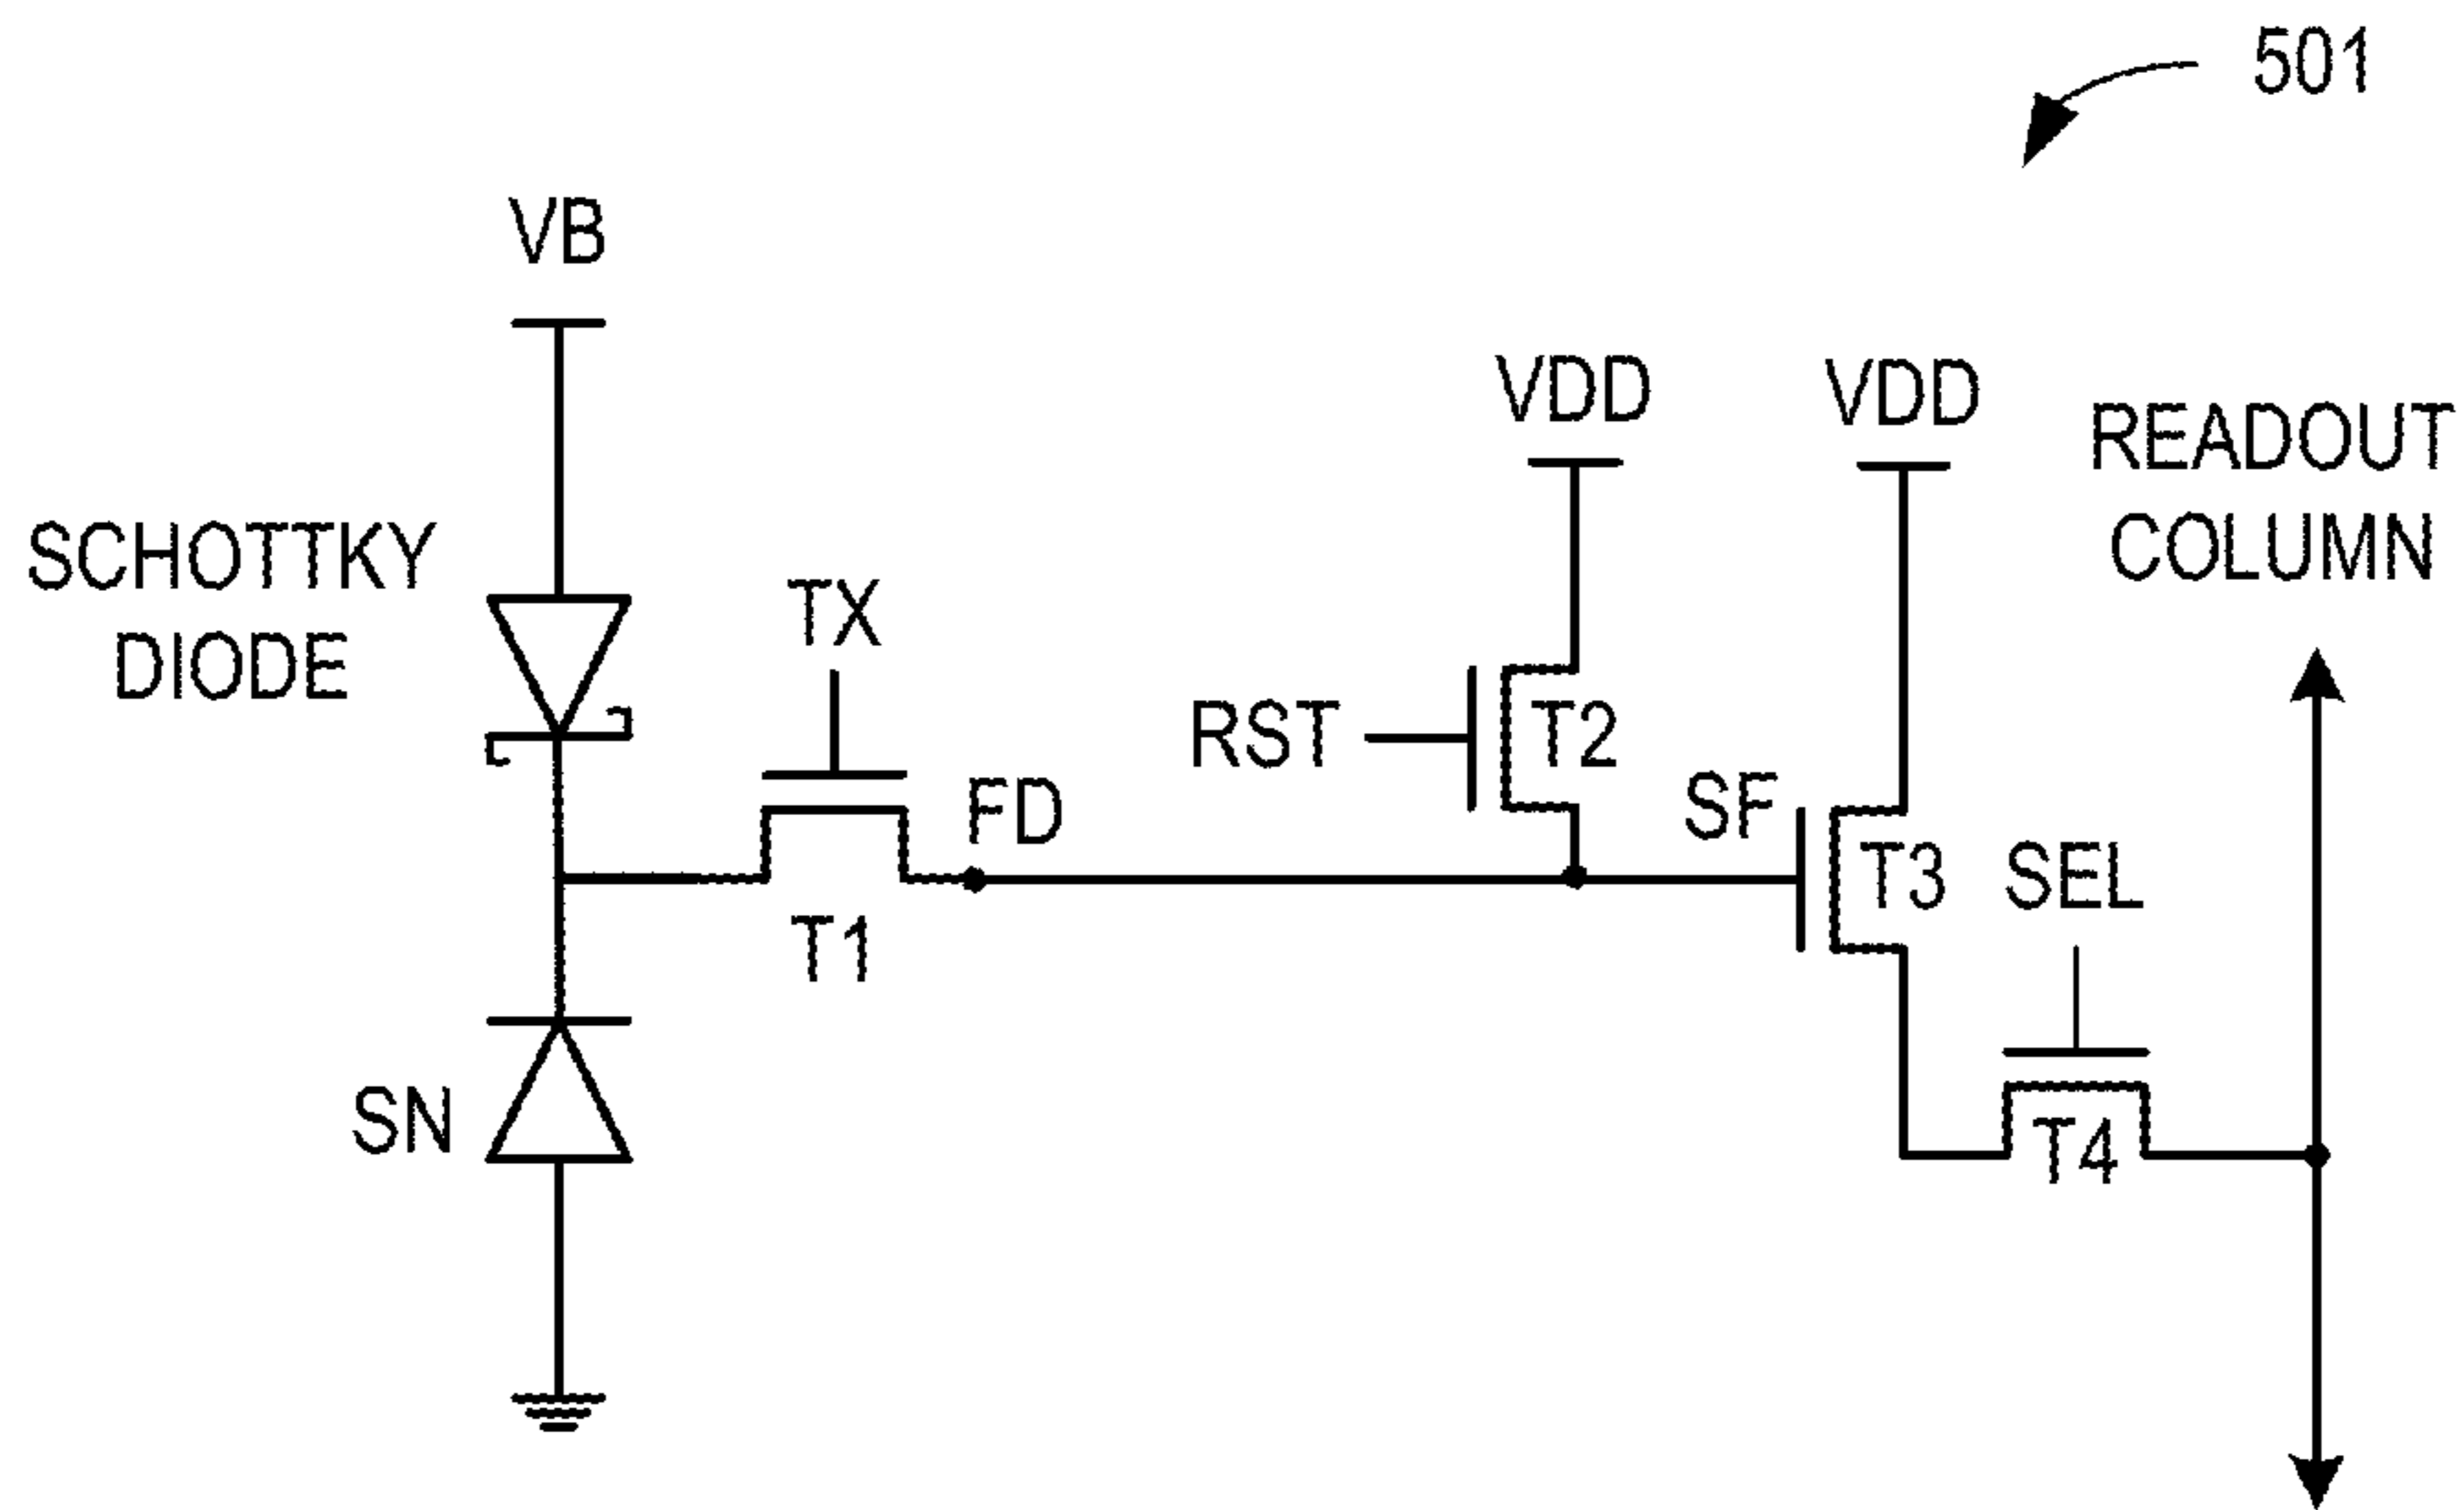 501
VB
VDD
VDD
READOUT
COLUMN
SCHOTTKY
DIODE
TX
RST
T2
FD
SF
T3
SEL
T1
SN
T4